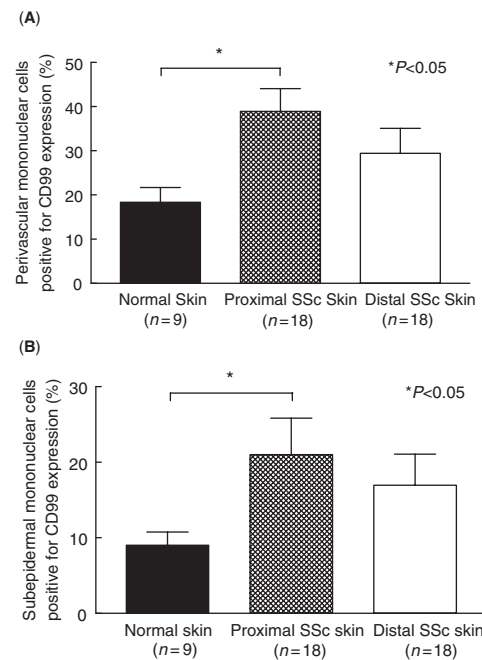 (A)
Perivascular mononuclear cells
positive for CD99 expression (%)
50
40
30
20
10
0
*
*P<0.05
Normal Skin
(n=9)
Proximal SSc Skin
(n=18)
Distal SSc Skin
(n=18)
(B)
Subepidermal mononuclear cells
positive for CD99 expression (%)
30
20
10
0
*
*P<0.05
Normal skin
(n=9)
Proximal SSc skin
(n=18)
Distal SSc skin
(n=18)